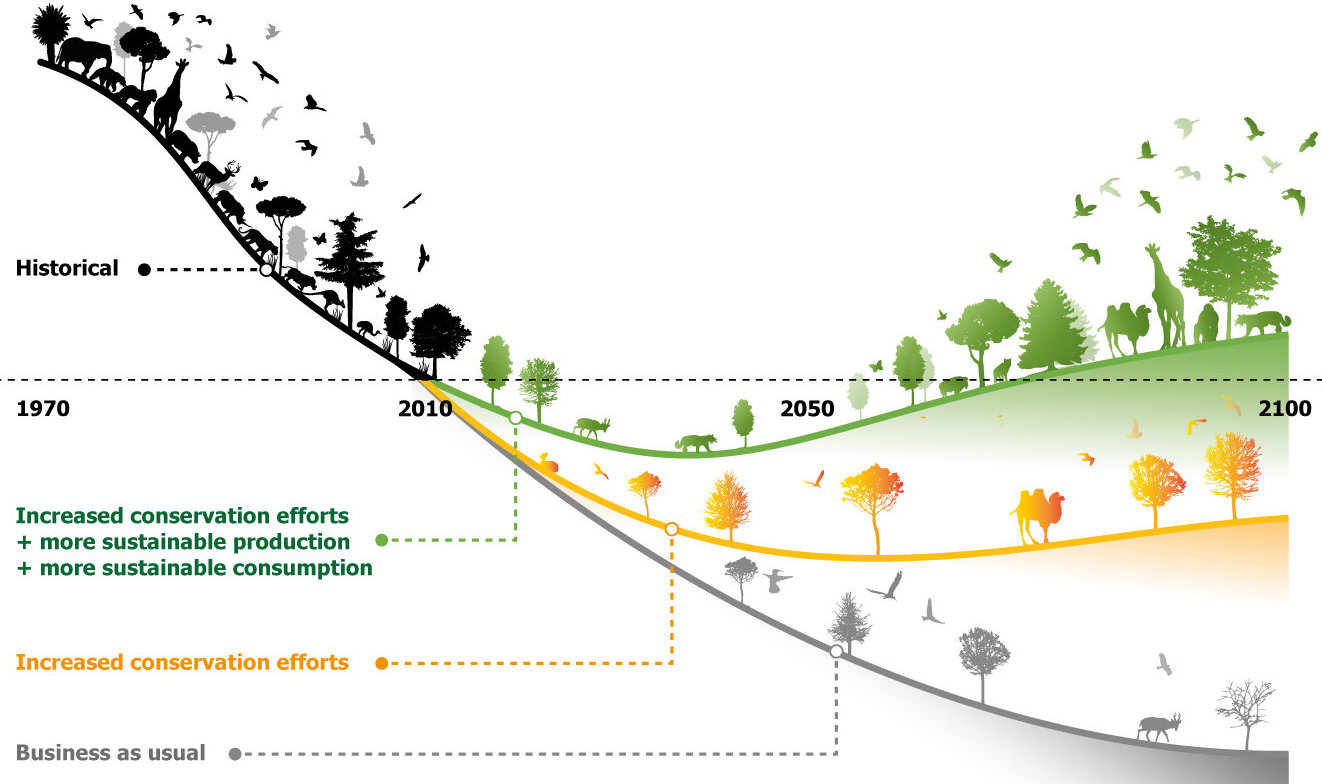 Historical
1970
2010
2050
2100
Increased conservation efforts
+ more sustainable production
+ more sustainable consumption
Increased conservation efforts
Business as usual